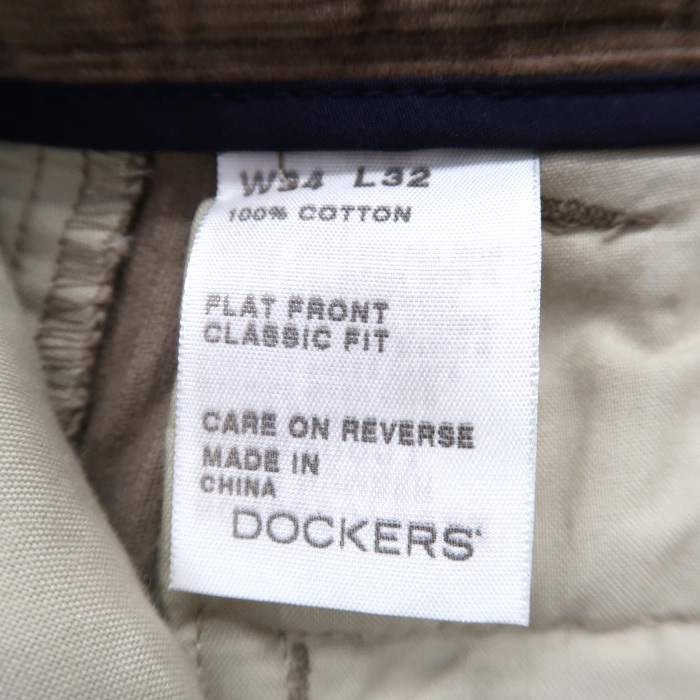 W34 L32
100% COTTON
FLAT FRONT
CLASSIC FIT
CARE ON REVERSE
MADE IN
CHINA
DOCKERS